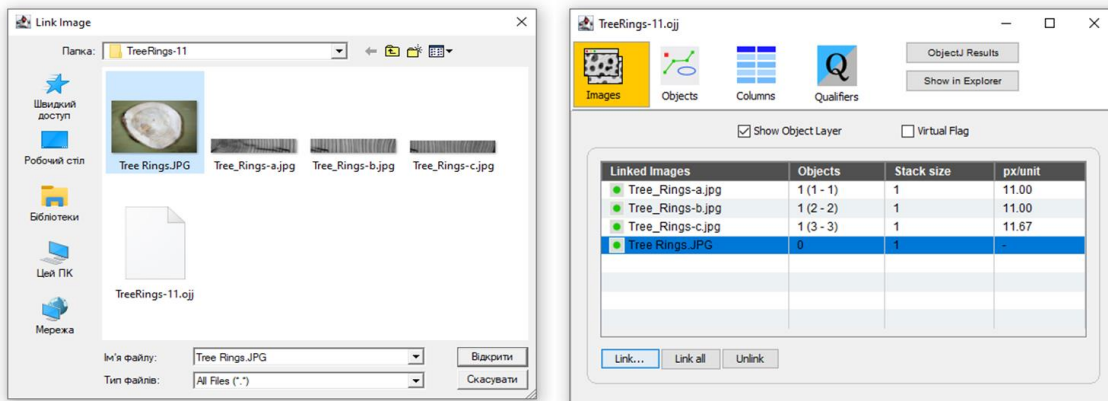 Link Image
Папка: TreeRings-11
Швидкий доступ
Робочий стіл
Бібліотеки
Цей ПК
Мережа
Tree Rings.JPG Tree_Rings-a.jpg Tree_Rings-b.jpg Tree_Rings-c.jpg
TreeRings-11.ojj
Ім'я файлу: Tree Rings.JPG Відкрити
Тип файлів: All Files (*.*) Скасувати
TreeRings-11.ojj
Images Objects Columns Q Qualifiers
ObjectJ Results
Show in Explorer
Show Object Layer Virtual Flag
Linked Images Objects Stack size px/unit
Tree_Rings-a.jpg 1 (1 - 1) 1 11.00
Tree_Rings-b.jpg 1 (2 - 2) 1 11.00
Tree_Rings-c.jpg 1 (3 - 3) 1 11.67
Tree Rings.JPG 0 1 -
Link... Link all Unlink